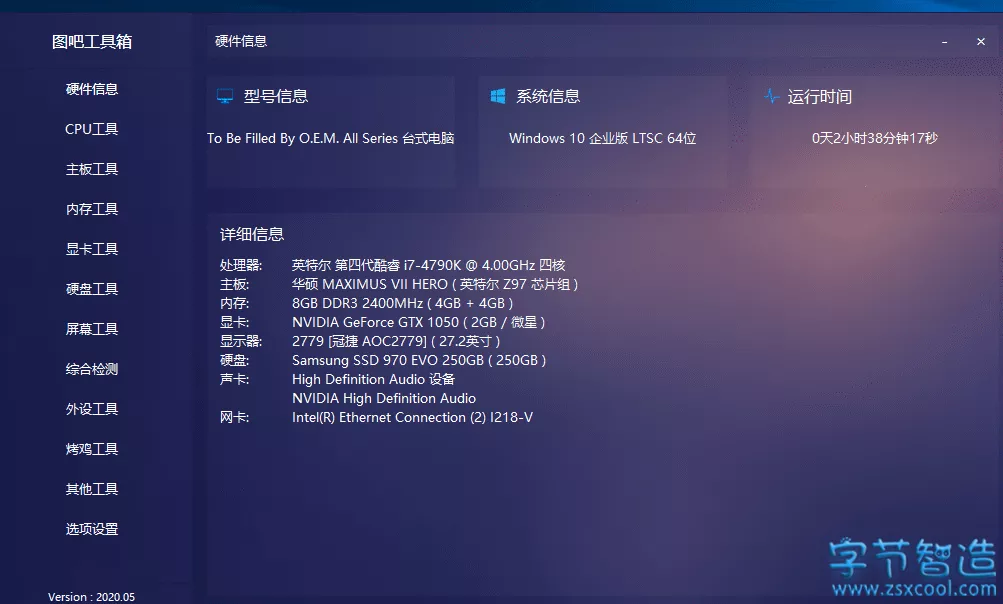 图吧工具箱
硬件信息
CPU工具
主板工具
内存工具
显卡工具
硬盘工具
屏幕工具
综合检测
外设工具
烤鸡工具
其他工具
选项设置
Version : 2020.05
硬件信息
型号信息
To Be Filled By O.E.M. All Series 台式电脑
系统信息
Windows 10 企业版 LTSC 64位
运行时间
0天2小时38分钟17秒
详细信息
处理器: 英特尔 第四代酷睿 i7-4790K @ 4.00GHz 四核
主板: 华硕 MAXIMUS VII HERO ( 英特尔 Z97 芯片组 )
内存: 8GB DDR3 2400MHz ( 4GB + 4GB )
显卡: NVIDIA GeForce GTX 1050 ( 2GB / 微星 )
显示器: 2779 [冠捷 AOC2779] ( 27.2英寸 )
硬盘: Samsung SSD 970 EVO 250GB ( 250GB )
声卡: High Definition Audio 设备
NVIDIA High Definition Audio
网卡: Intel(R) Ethernet Connection (2) I218-V
字节智造
www.zsxcool.com